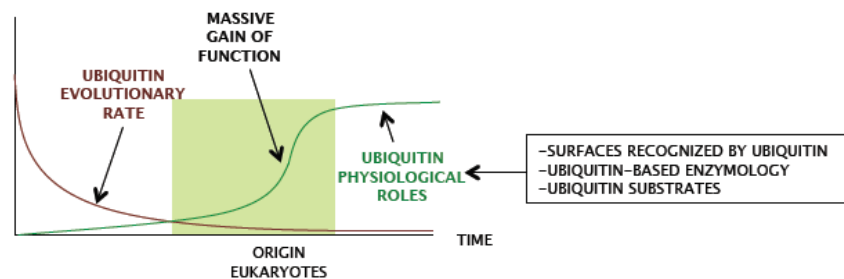 MASSIVE
GAIN OF
FUNCTION
UBIQUITIN
EVOLUTIONARY
RATE
UBIQUITIN
PHYSIOLOGICAL
ROLES
-SURFACES RECOGNIZED BY UBIQUITIN
-UBIQUITIN-BASED ENZYMOLOGY
-UBIQUITIN SUBSTRATES
TIME
ORIGIN
EUKARYOTES